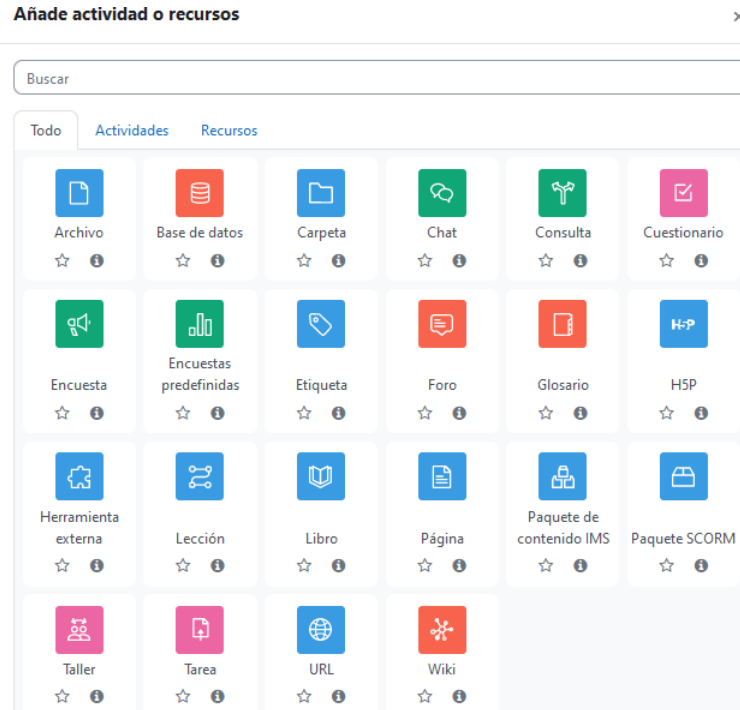 Añade actividad o recursos
Buscar
Todo Actividades Recursos
Archivo Base de datos Carpeta Chat Consulta Cuestionario
Encuesta Encuestas predefinidas Etiqueta Foro Glosario H5P
H-P
Herramienta externa Lección Libro Página Paquete de contenido IMS Paquete SCORM
Taller Tarea URL Wiki